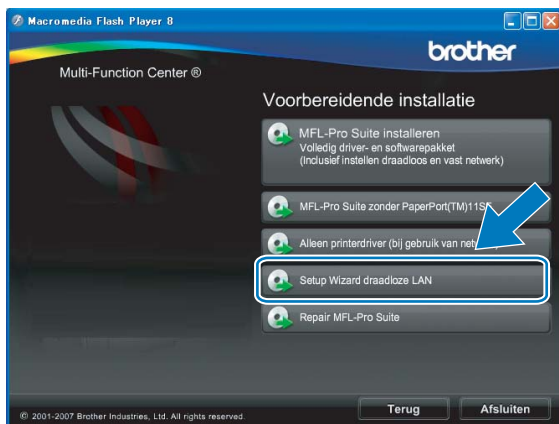 Macromedia Flash Player 8
brother
Multi-Function Center ®
Voorbereidende installatie
MFL-Pro Suite installeren
Volledig driver- en softwarepakket
(Inclusief instellen draadloos en vast netwerk)
MFL-Pro Suite zonder PaperPort(TM)11SE
Alleen printerdriver (bij gebruik van
Setup Wizard draadloze LAN
Repair MFL-Pro Suite
© 2001-2007 Brother Industries, Ltd. All rights reserved.
Terug
Afsluiten